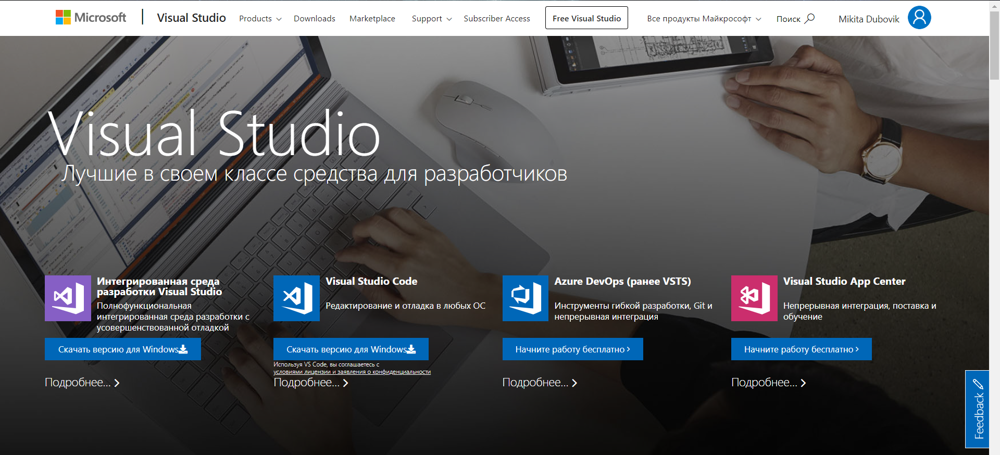 Microsoft
Visual Studio
Products
Downloads
Marketplace
Support
Subscriber Access
Free Visual Studio
Все продукты Майкрософт
Поиск
Mikita Dubovik
Visual Studio
Лучшие в своем классе средства для разработчиков
Интегрированная среда
разработки Visual Studio
Полнофункциональная
интегрированная среда разработки с
усовершенствованной отладкой
Скачать версию для Windows
Подробнее...
Visual Studio Code
Редактирование и отладка в любых ОС
Скачать версию для Windows
Используя VS Code, вы соглашаетесь с
условиями лицензии и заявления о конфиденциальности
Подробнее...
Azure DevOps (ранее VSTS)
Инструменты гибкой разработки, Git и
непрерывная интеграция
Начните работу бесплатно
Подробнее...
Visual Studio App Center
Непрерывная интеграция, поставка и
обучение
Начните работу бесплатно
Подробнее...
Feedback